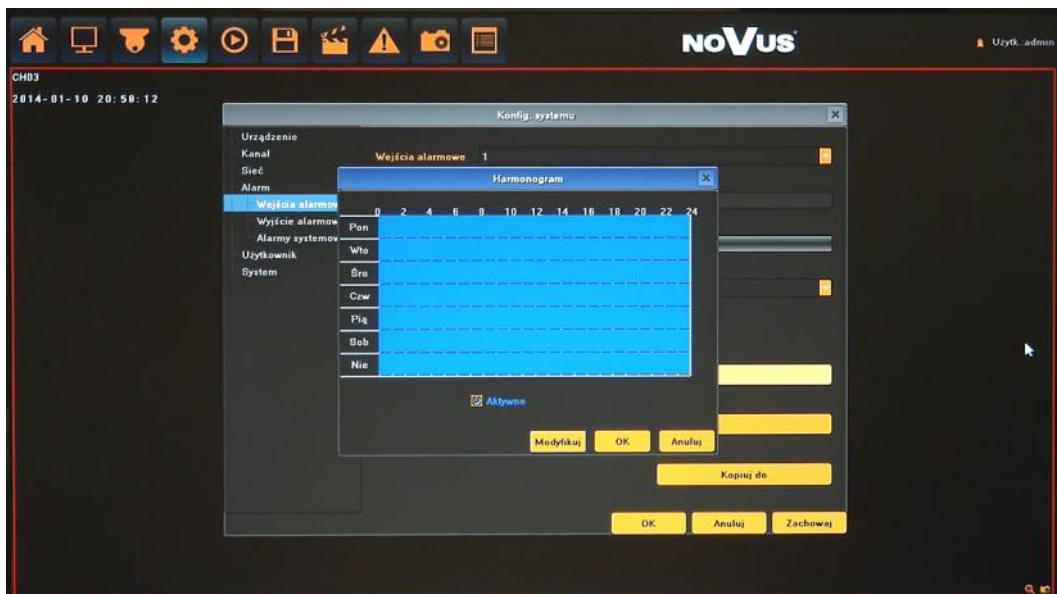 NOVUS
Użytk.:admin
CH03
2014-01-10 20:58:12
Konfig. systemu
Urządzenie
Kanał
Wejścia alarmowe 1
Sieć
Harmonogram
Alarm
Wejścia alarmow
0 2 4 6 8 10 12 14 16 18 20 22 24
Wyjście alarmow
Pon
Alarmy systemow
Wto
Użytkownik
System
Śro
Czw
Pią
Sob
Nie
Aktywne
Modyfikuj OK Anuluj
Kopiuj do
OK Anuluj Zachowaj